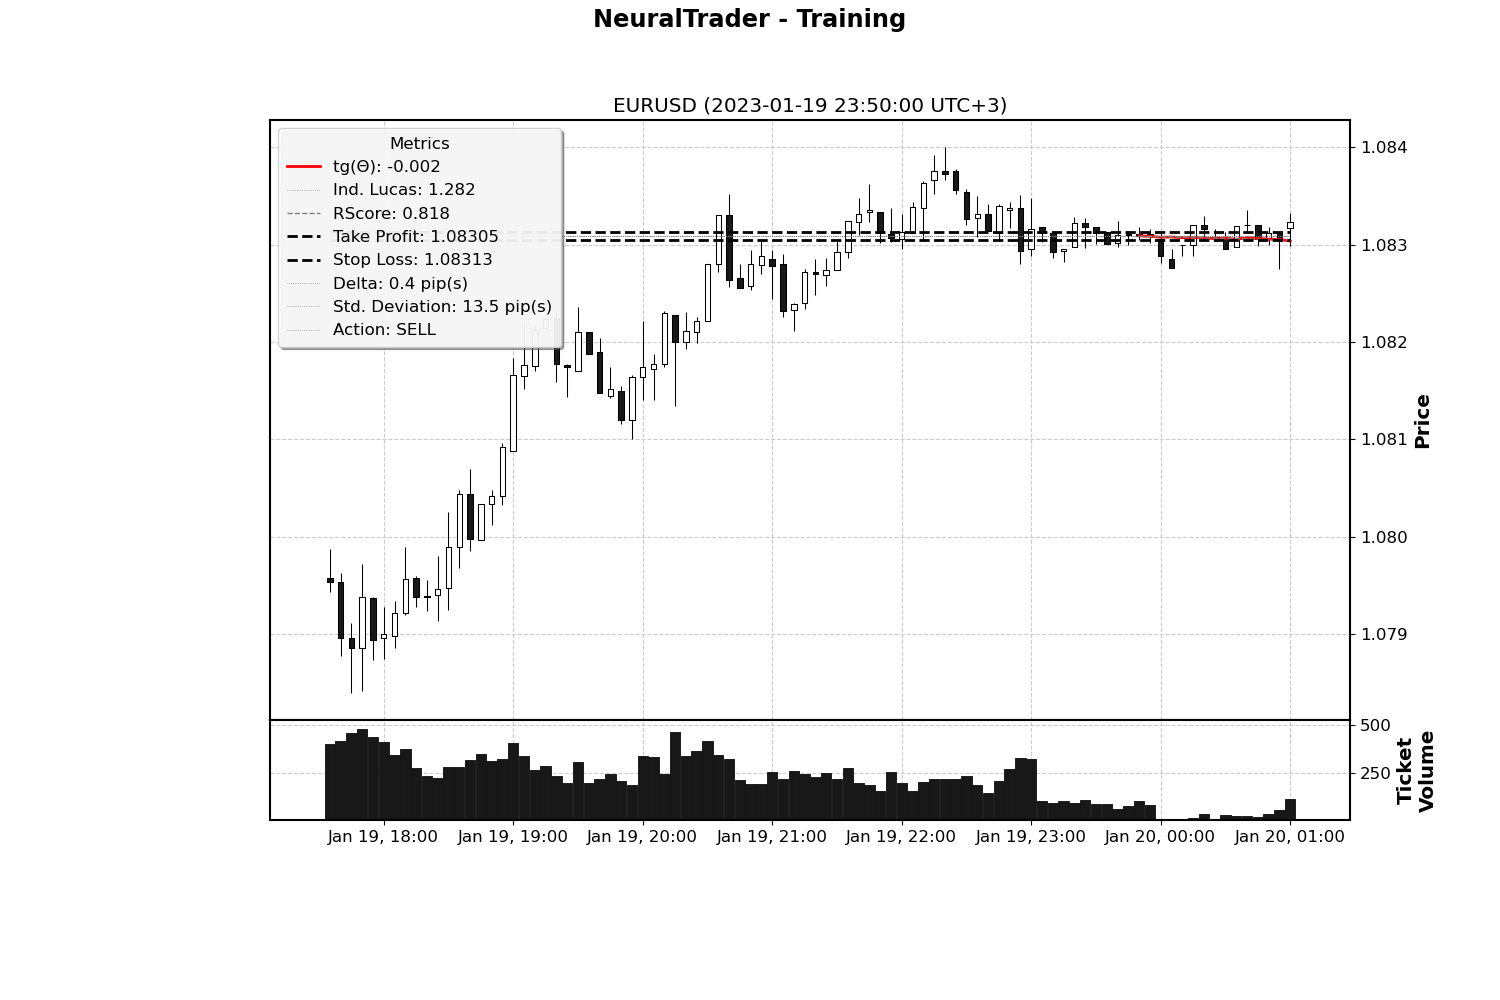 NeuralTrader - Training
EURUSD (2023-01-19 23:50:00 UTC+3)
Metrics
tg(Θ): -0.002
Ind. Lucas: 1.282
RScore: 0.818
Take Profit: 1.08305
Stop Loss: 1.08313
Delta: 0.4 pip(s)
Std. Deviation: 13.5 pip(s)
Action: SELL
1.084
1.083
1.082
1.081
1.080
1.079
Price
500
250
Ticket
Volume
Jan 19, 18:00
Jan 19, 19:00
Jan 19, 20:00
Jan 19, 21:00
Jan 19, 22:00
Jan 19, 23:00
Jan 20, 00:00
Jan 20, 01:00